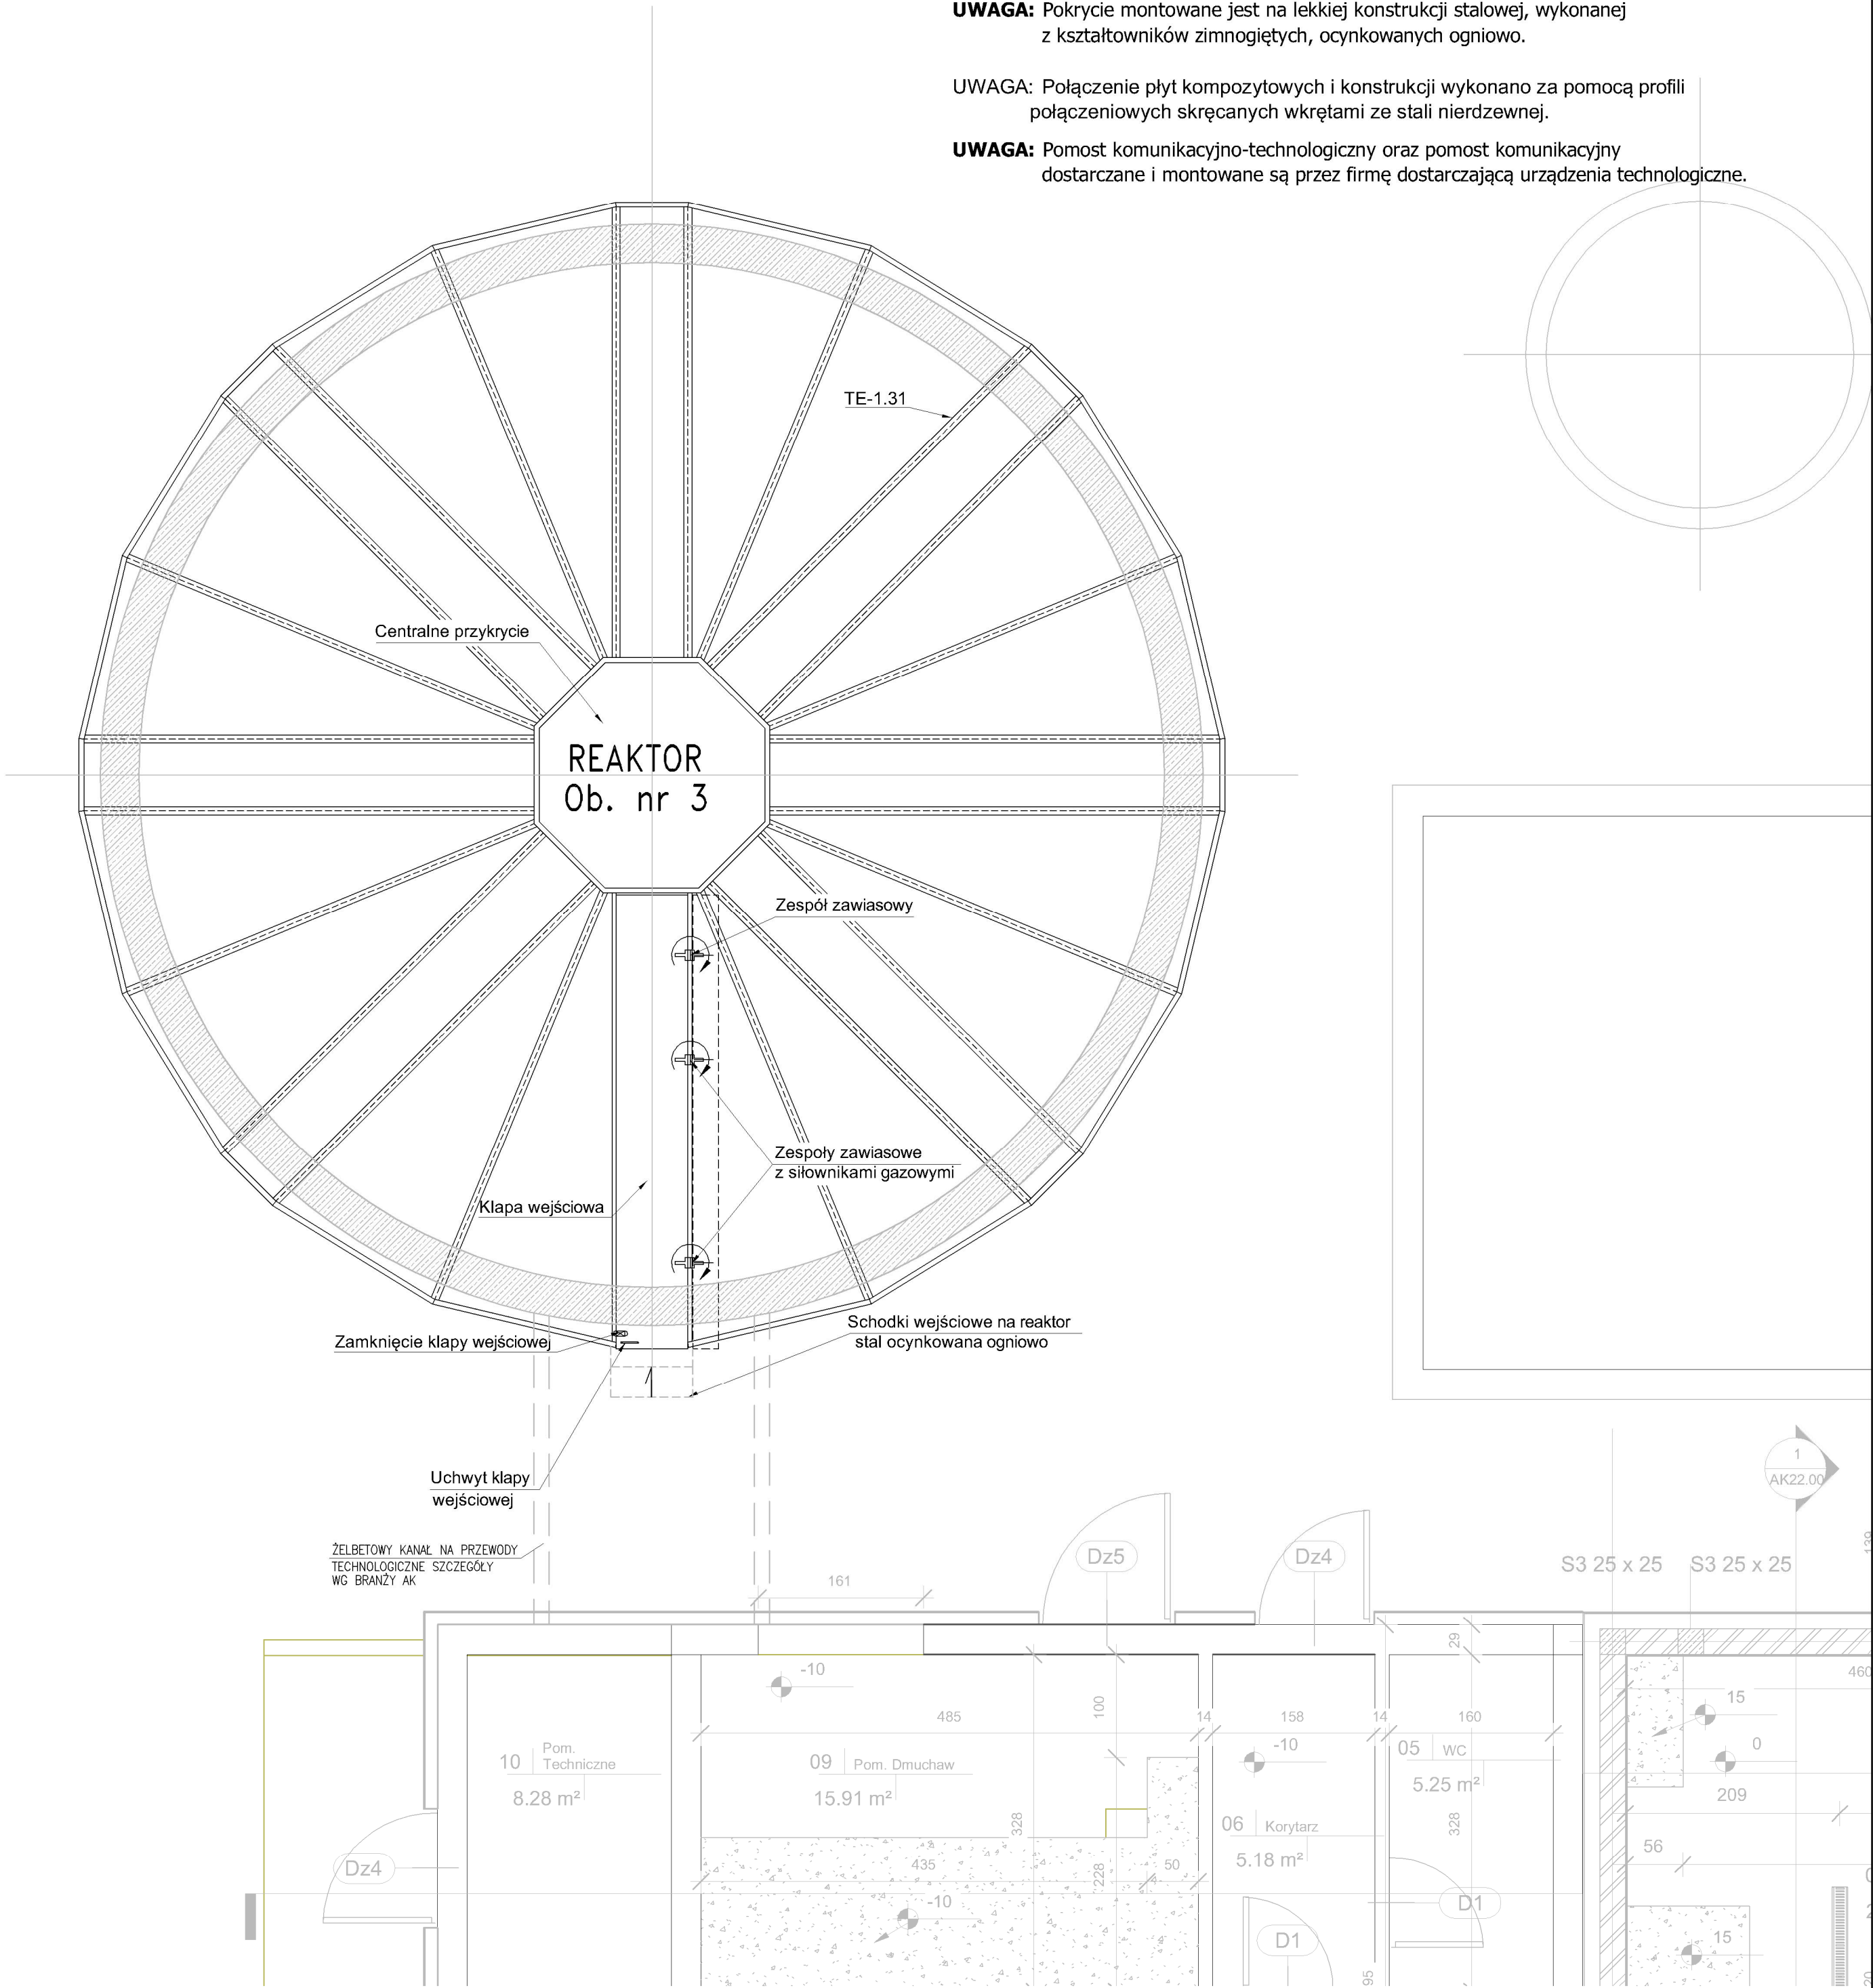 UWAGA: Pokrycie montowane jest na lekkiej konstrukcji stalowej, wykonanej
z kształtowników zimnogiętych, ocynkowanych ogniowo.
UWAGA: Połączenie płyt kompozytowych i konstrukcji wykonano za pomocą profili
połączeniowych skręcanych wkrętami ze stali nierdzewnej.
UWAGA: Pomost komunikacyjno-technologiczny oraz pomost komunikacyjny
dostarczane i montowane są przez firmę dostarczającą urządzenia technologiczne.
TE-1.31
Centralne przykrycie
REAKTOR
Ob. nr 3
Zespół zawiasowy
Zespoły zawiasowe
z siłownikami gazowymi
Klapa wejściowa
Schodki wejściowe na reaktor
stal ocynkowana ogniowo
Zamknięcie klapy wejściowej
1
Uchwyt klapy
wejściowej
1
AK22.00
ŻELBETOWY KANAŁ NA PRZEWODY
TECHNOLOGICZNE SZCZEGÓŁY
WG BRANŻY AK
Dz5
Dz4
S3 25 x 25
S3 25 x 25
139
161
29
-10
460
15
100
485
14
158
14
160
-10
0
10
Pom.
Techniczne
8.28 m²
09
Pom. Dmuchaw
15.91 m²
05
WC
5.25 m²
209
328
328
06
Korytarz
5.18 m²
56
Dz4
435
228
50
-10
D1
D1
15
95